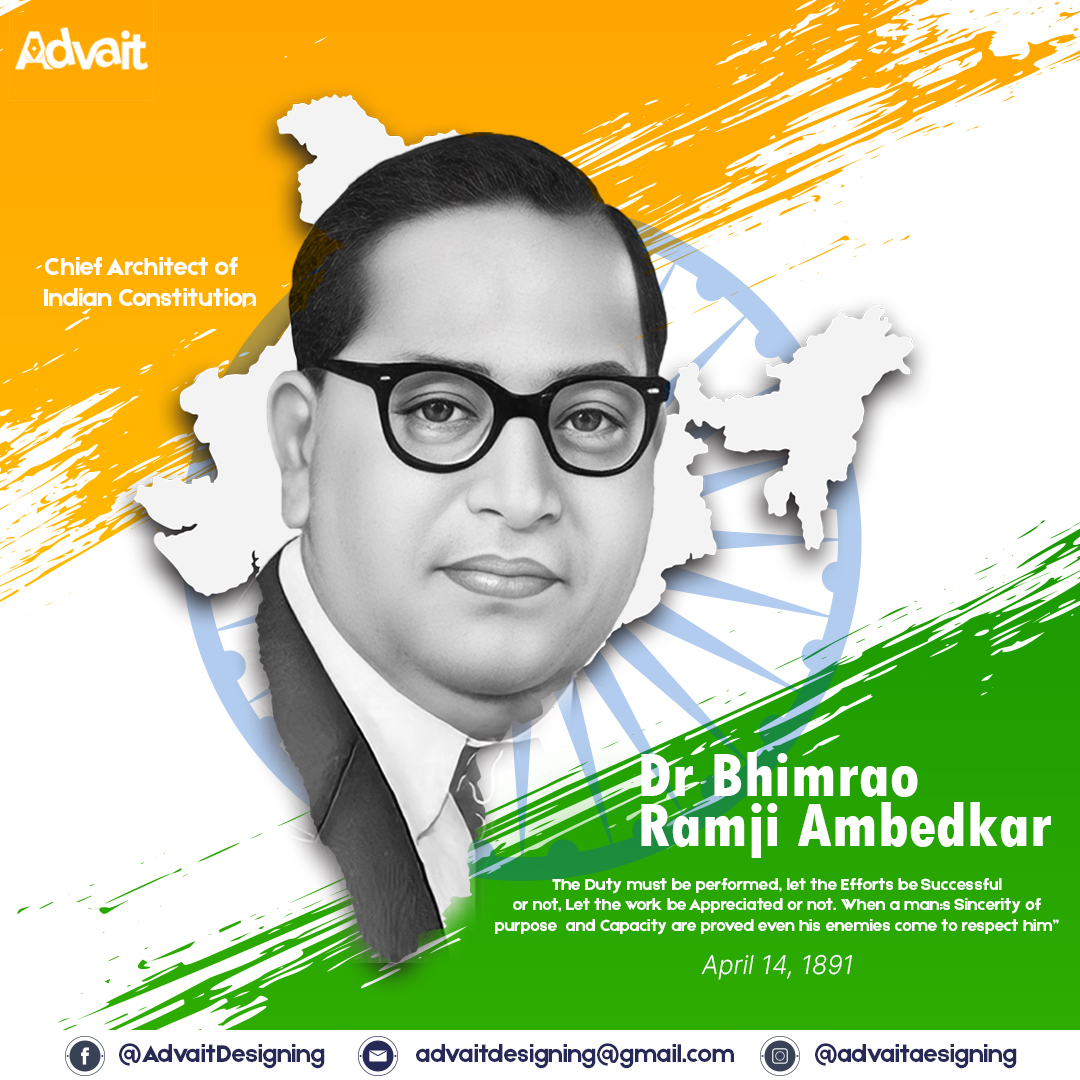 Advait
Chief Architect of
Indian Constitution
Dr Bhimrao
Ramji Ambedkar
The Duty must be performed, let the Efforts be Successful
or not, Let the work be Appreciated or not. When a man:s Sincerity of
purpose and Capacity are proved even his enemies come to respect him”
April 14, 1891
@AdvaitDesigning advaitdesigning@gmail.com @advaitaesigning